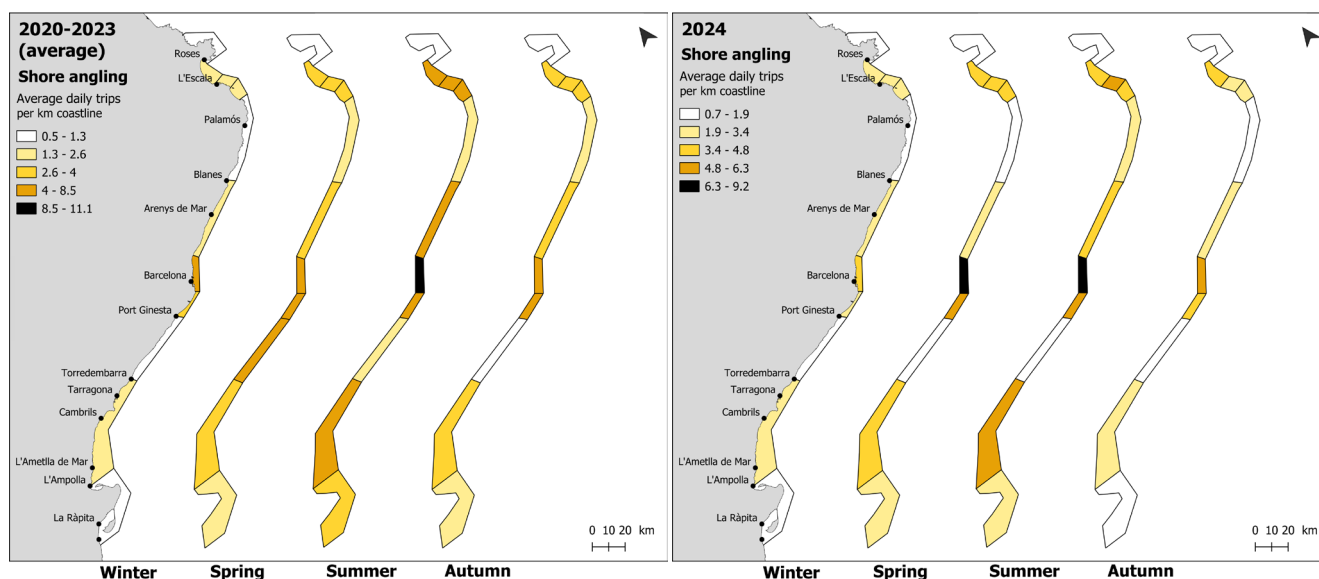 2020-2023
(average)
Shore angling
Average daily trips
per km coastline
0.5 - 1.3
1.3 - 2.6
2.6 - 4
4 - 8.5
8.5 - 11.1
Roses
L'Escala
Palamós
Blanes
Arenys de Mar
Barcelona
Port Ginesta
Torredembarra
Tarragona
Cambrils
L'Ametlla de Mar
L'Ampolla
La Ràpita
0 10 20 km
Winter Spring Summer Autumn
2024
Shore angling
Average daily trips
per km coastline
0.7 - 1.9
1.9 - 3.4
3.4 - 4.8
4.8 - 6.3
6.3 - 9.2
Roses
L'Escala
Palamós
Blanes
Arenys de Mar
Barcelona
Port Ginesta
Torredembarra
Tarragona
Cambrils
L'Ametlla de Mar
L'Ampolla
La Ràpita
0 10 20 km
Winter Spring Summer Autumn